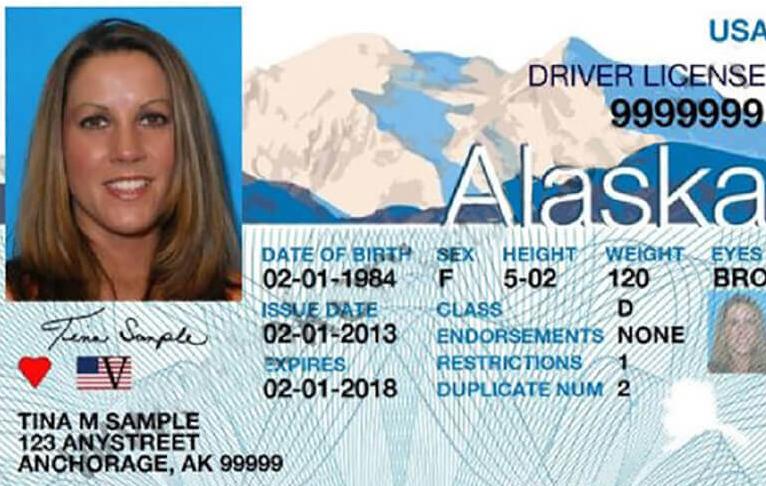 USA
DRIVER LICENSE
9999999
Alaska
DATE OF BIRTH SEX HEIGHT WEIGHT EYES
02-01-1984 F 5-02 120 BRO
ISSUE DATE CLASS D
02-01-2013 ENDORSEMENTS NONE
EXPIRES RESTRICTIONS 1
02-01-2018 DUPLICATE NUM 2
Tina Sample
V
TINA M SAMPLE
123 ANYSTREET
ANCHORAGE, AK 99999